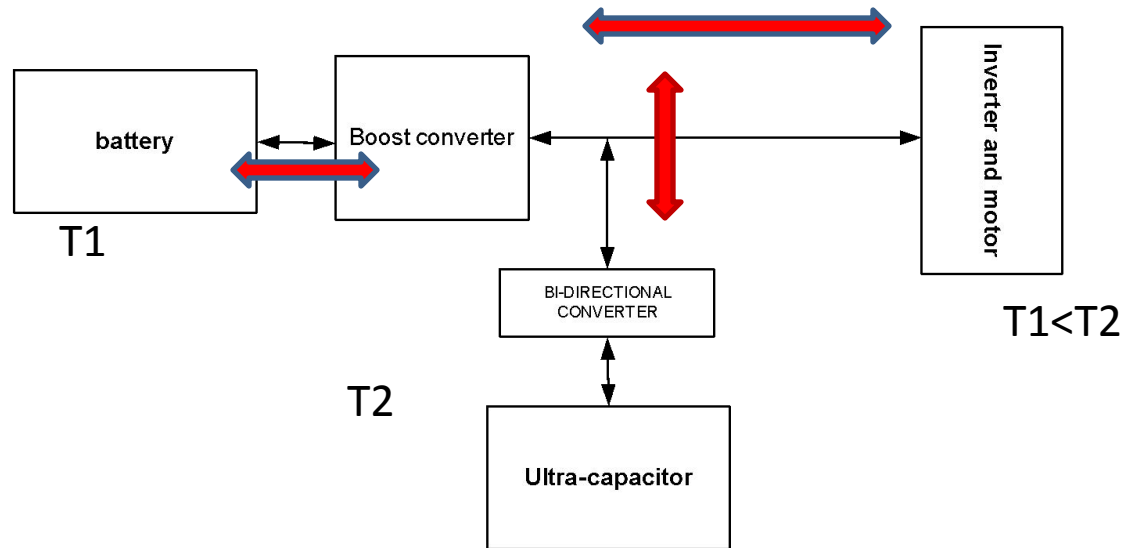 battery
Boost converter
Inverter and motor
T1
BI-DIRECTIONAL
CONVERTER
T1<T2
T2
Ultra-capacitor